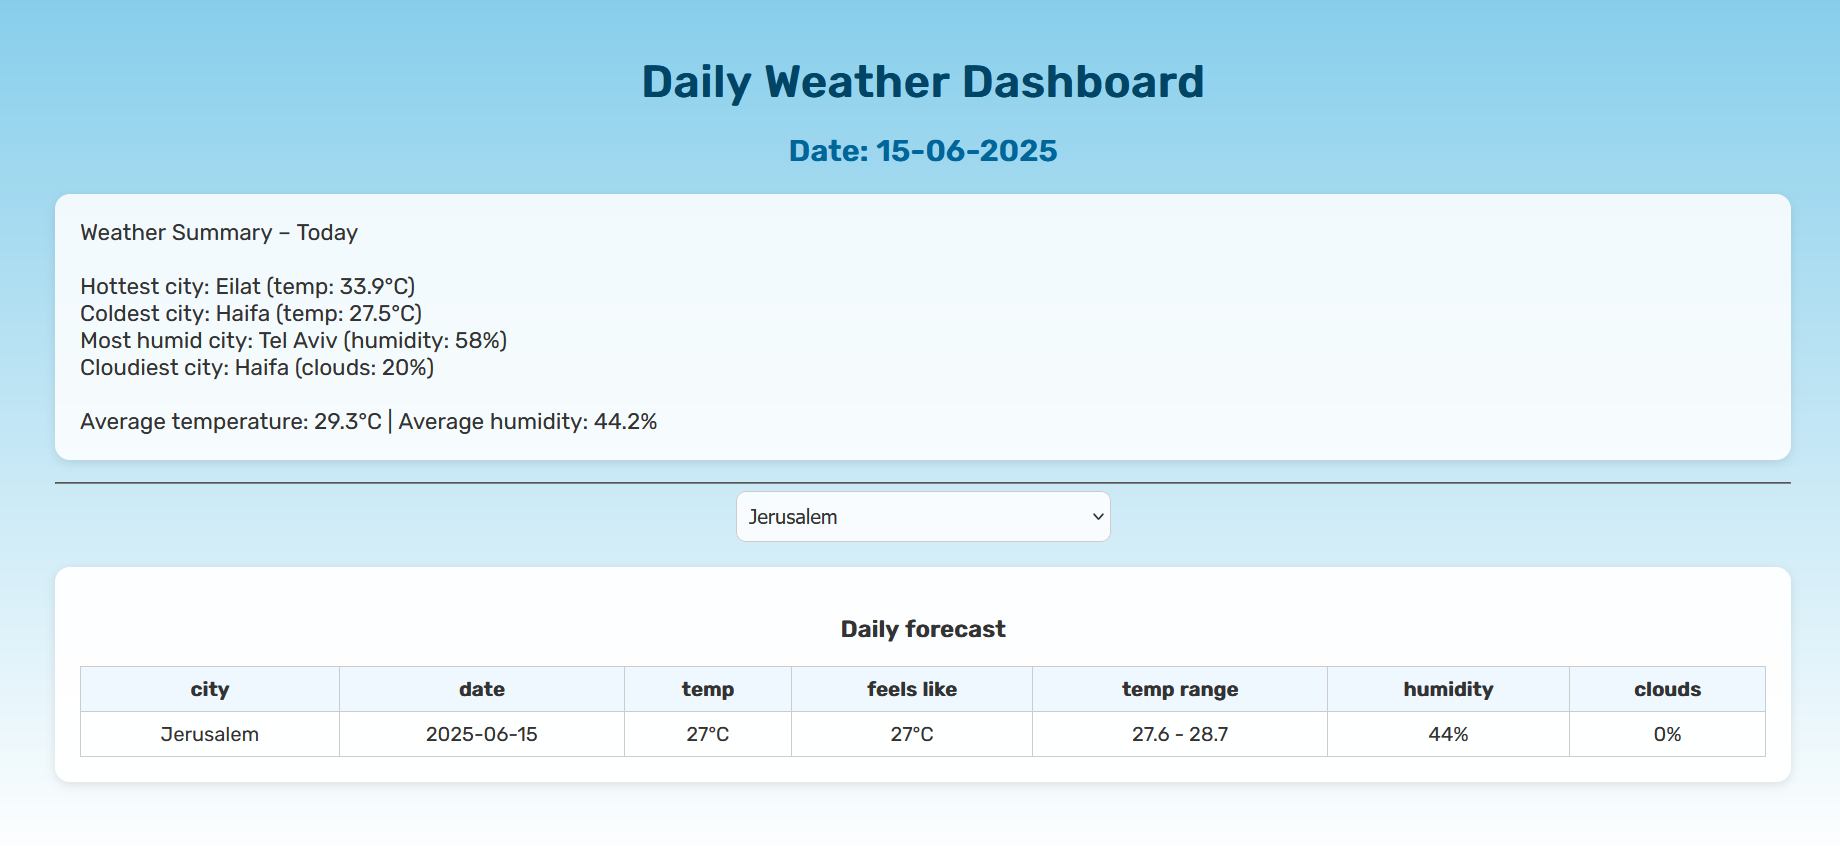 Daily Weather Dashboard
Date: 15-06-2025
Weather Summary – Today
Hottest city: Eilat (temp: 33.9°C)
Coldest city: Haifa (temp: 27.5°C)
Most humid city: Tel Aviv (humidity: 58%)
Cloudiest city: Haifa (clouds: 20%)
Average temperature: 29.3°C | Average humidity: 44.2%
Jerusalem
Daily forecast
city date temp feels like temp range humidity clouds
Jerusalem 2025-06-15 27°C 27°C 27.6 - 28.7 44% 0%